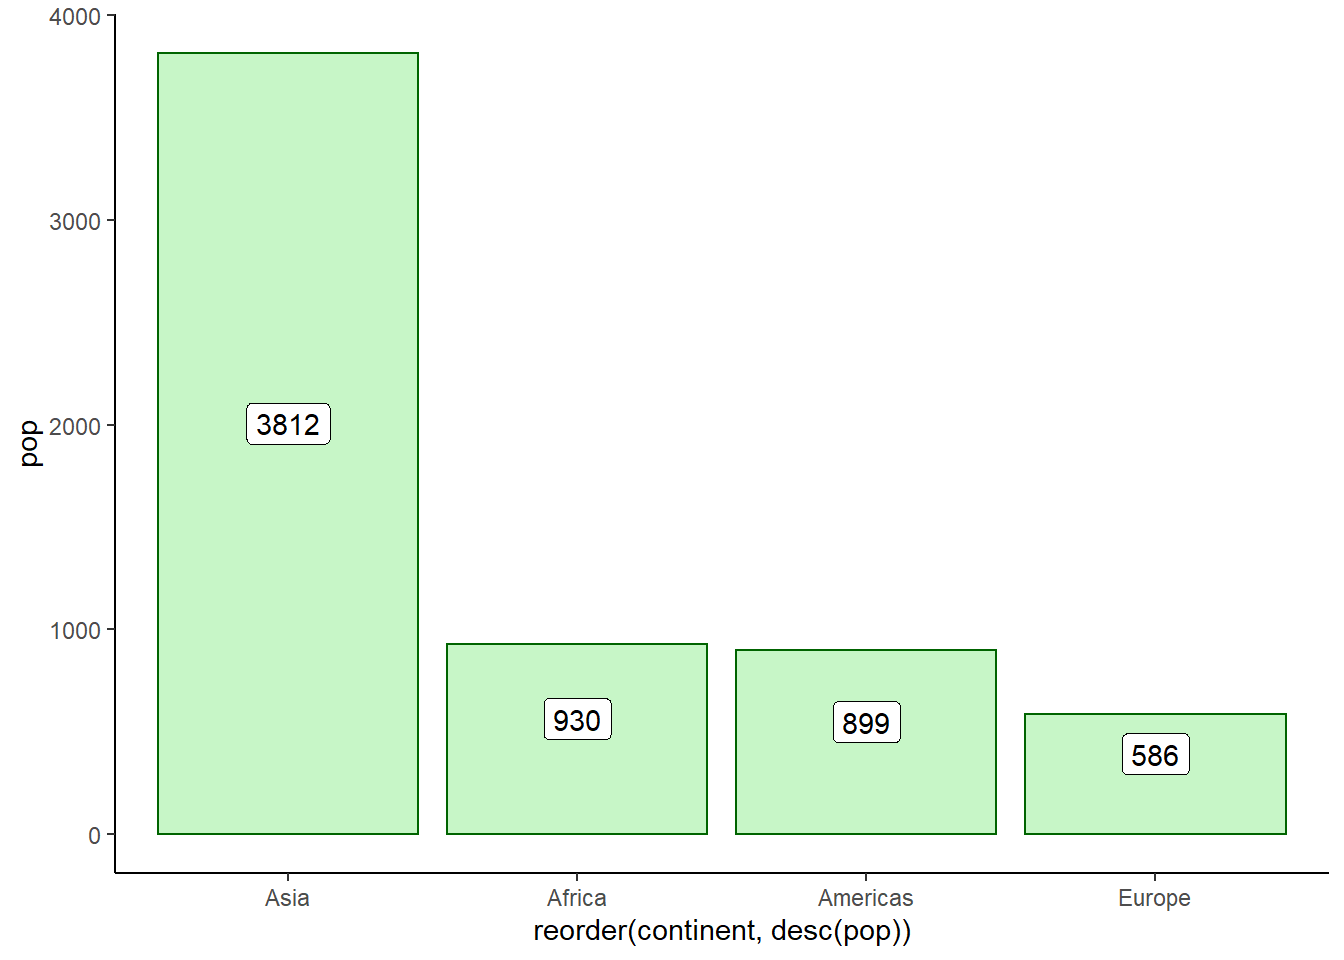 4000
3000
2000
1000
0
pop
3812
930
899
586
Asia
Africa
Americas
Europe
reorder(continent, desc(pop))